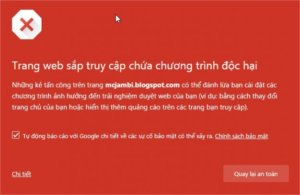 Trang web sắp truy cập chứa chương trình độc hại
Những kẻ tấn công trên trang mcjambi.blogspot.com có thể đánh lừa bạn cài đặt các
chương trình ảnh hưởng đến trải nghiệm duyệt web của bạn (ví dụ: bằng cách thay đổi
trang chủ của bạn hoặc hiển thị thêm quảng cáo trên các trang bạn truy cập).
Tự động báo cáo với Google chi tiết về các sự cố bảo mật có thể xảy ra. Chính sách bảo mật
Chi tiết
Quay lại an toàn